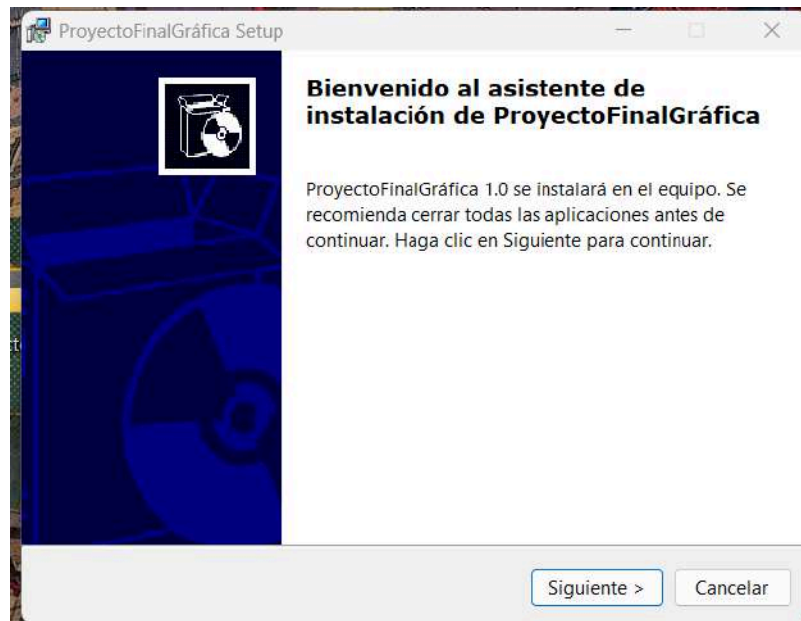 ProyectoFinalGráfica Setup
Bienvenido al asistente de
instalación de ProyectoFinalGráfica
ProyectoFinalGráfica 1.0 se instalará en el equipo. Se
recomienda cerrar todas las aplicaciones antes de
continuar. Haga clic en Siguiente para continuar.
Siguiente >
Cancelar